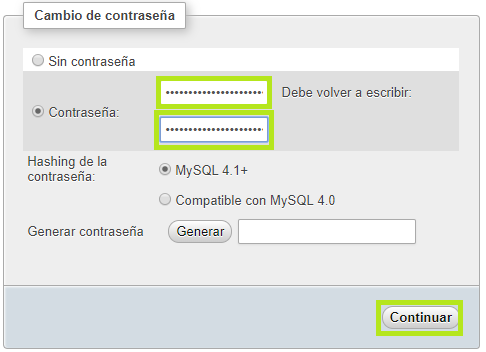 Cambio de contraseña
Sin contraseña
Contraseña:
••••••••••••••••••••• Debe volver a escribir:
•••••••••••••••••••••
Hashing de la
contraseña:
MySQL 4.1+
Compatible con MySQL 4.0
Generar contraseña Generar
Continuar